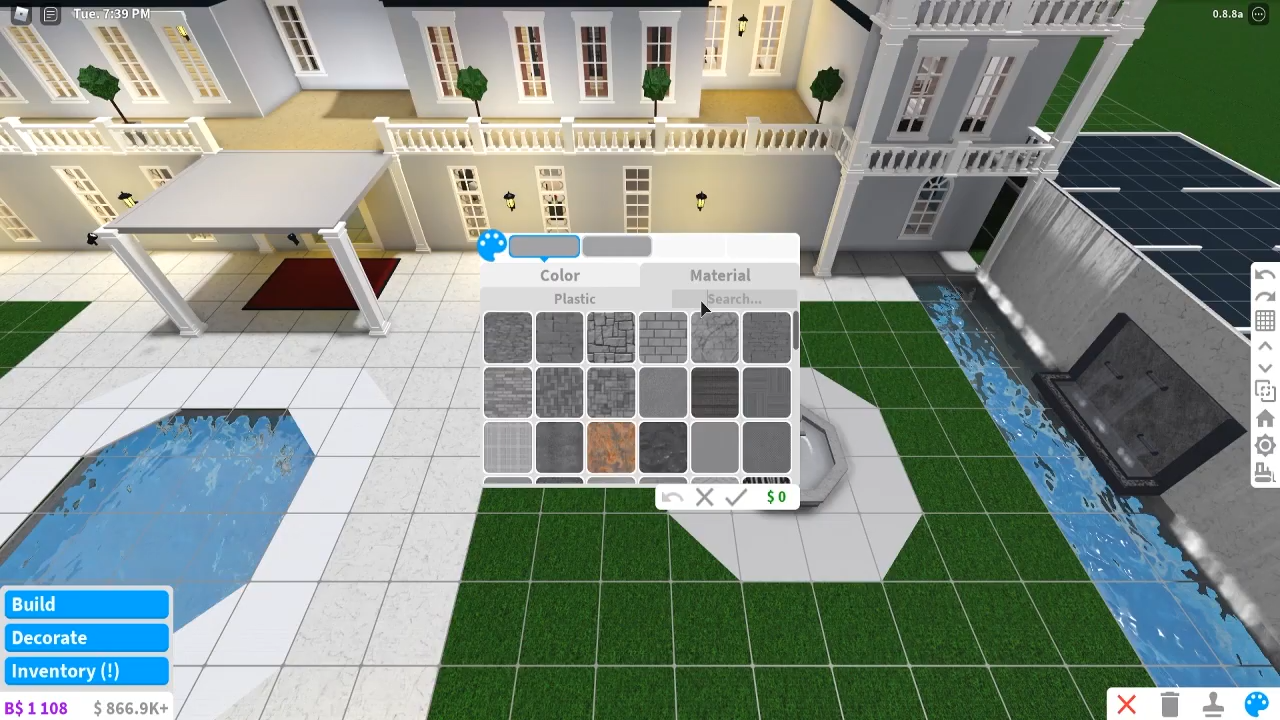 Tue. 7:39 PM
0.8.8a
Color
Material
Plastic
Search...
$ 0
Build
Decorate
Inventory (!)
B$ 1 108
$ 866.9K+